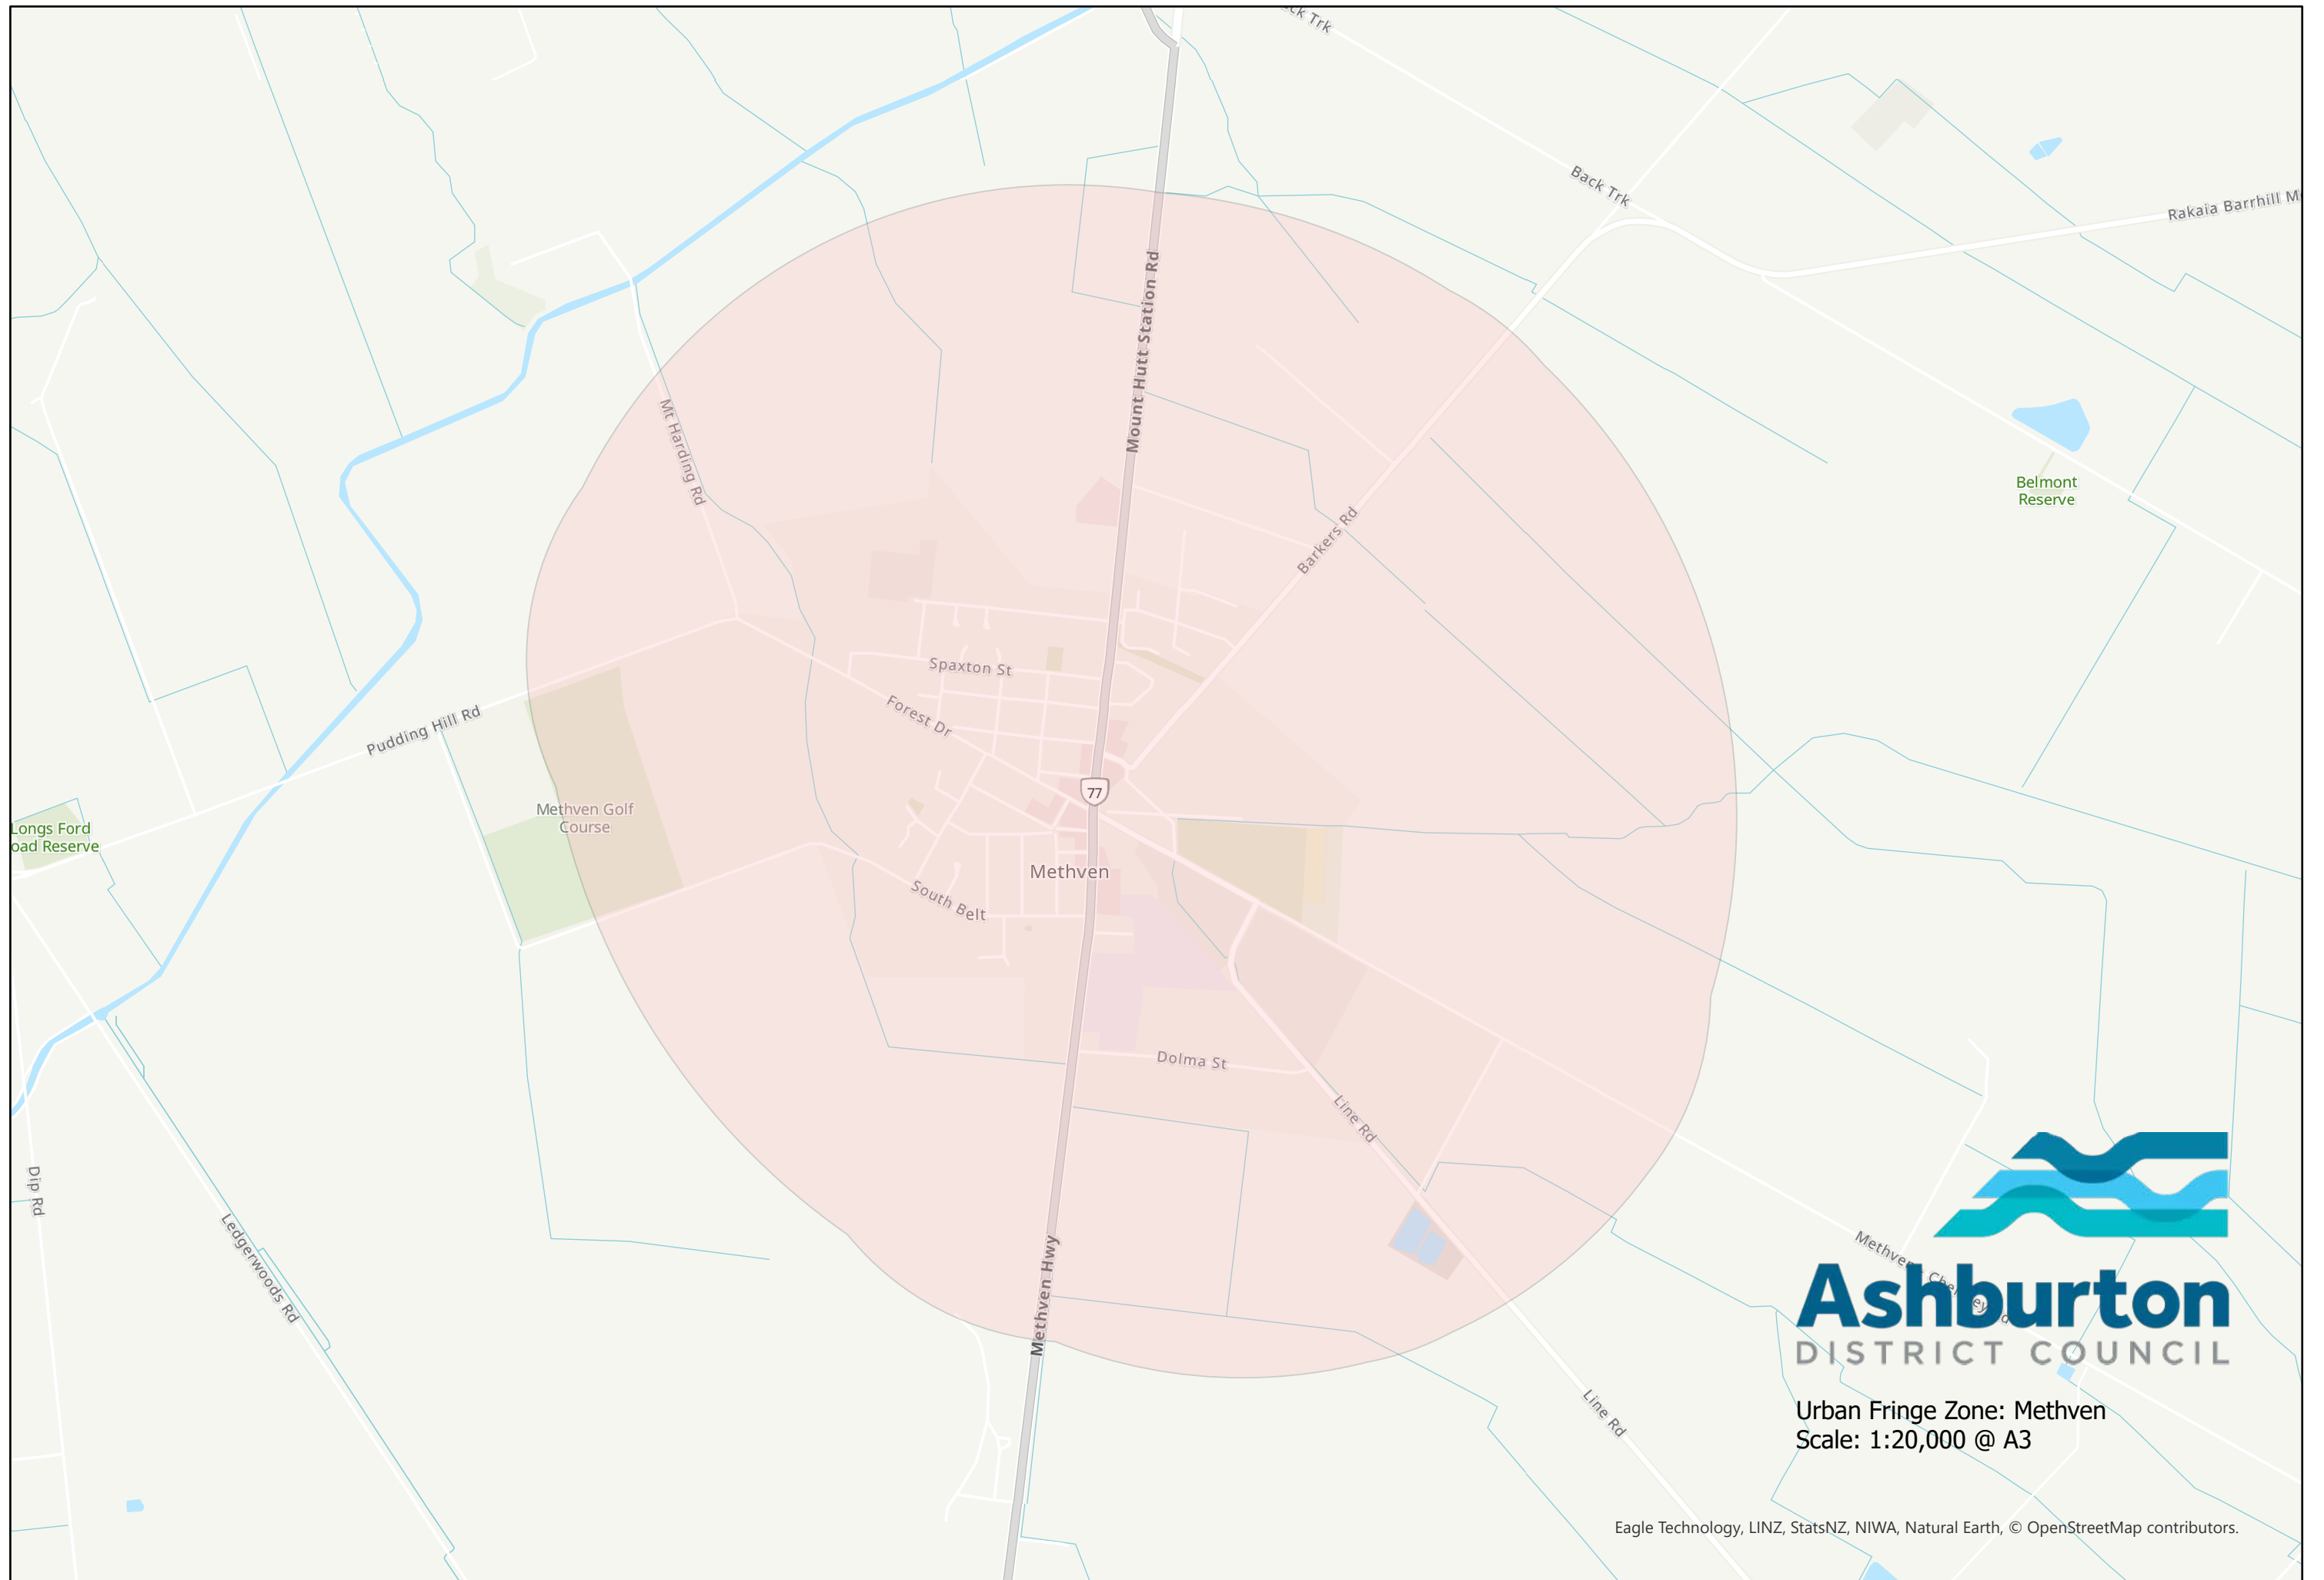 ck Trk
Back Trk
Rakaia Barrhill M
Mount Hutt Station Rd
Mt Harding Rd
Belmont
Reserve
Barkers Rd
Spaxton St
Forest Dr
Pudding Hill Rd
77
Methven Golf
Course
Longs Ford
oad Reserve
Methven
South Belt
Dolma St
Line Rd
Dip Rd
Ledgerwoods Rd
Methven Hwy
Methven
Ashburton
DISTRICT COUNCIL
Line Rd
Urban Fringe Zone: Methven
Scale: 1:20,000 @ A3
Eagle Technology, LINZ, StatsNZ, NIWA, Natural Earth, © OpenStreetMap contributors.